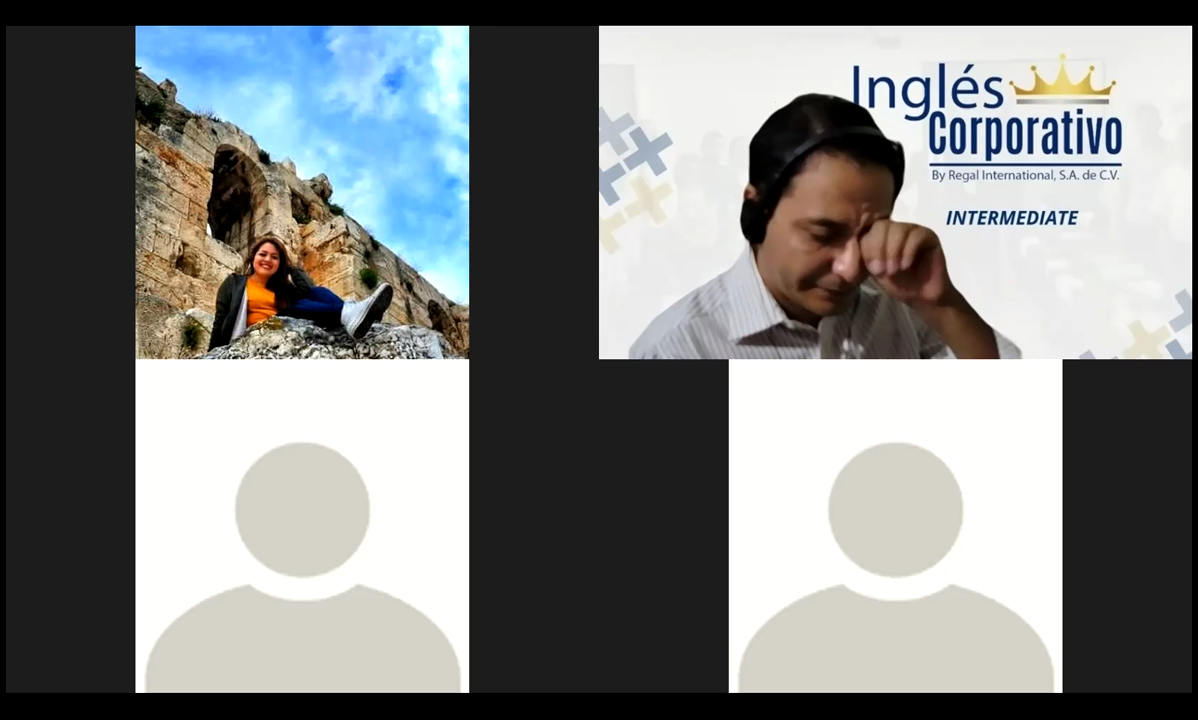 Inglés
Corporativo
By Regal International, S.A. de C.V.
INTERMEDIATE